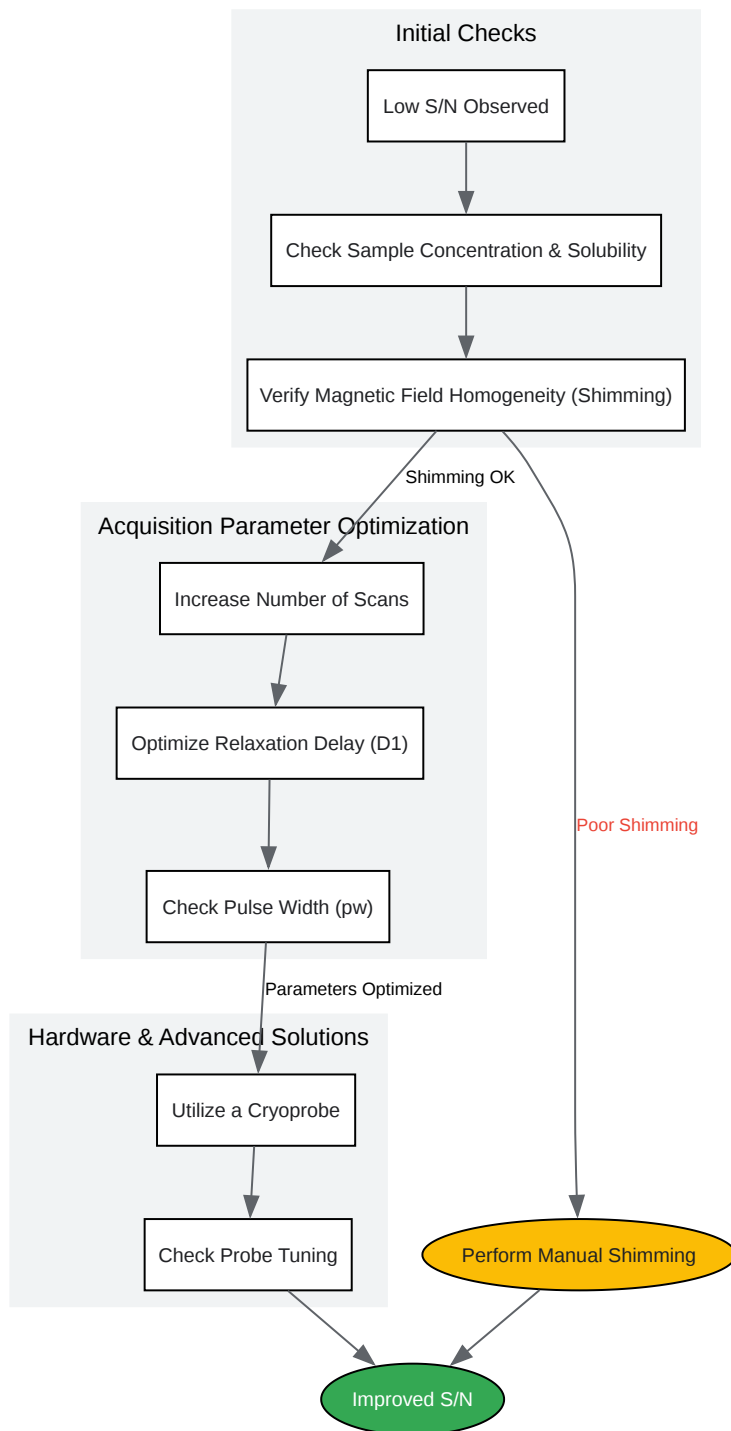 Initial Checks
Low S/N Observed
Check Sample Concentration & Solubility
Verify Magnetic Field Homogeneity (Shimming)
Shimming OK
Acquisition Parameter Optimization
Increase Number of Scans
Optimize Relaxation Delay (D1)
Poor Shimming
Check Pulse Width (pw)
Parameters Optimized
Hardware & Advanced Solutions
Utilize a Cryoprobe
Check Probe Tuning
Perform Manual Shimming
Improved S/N